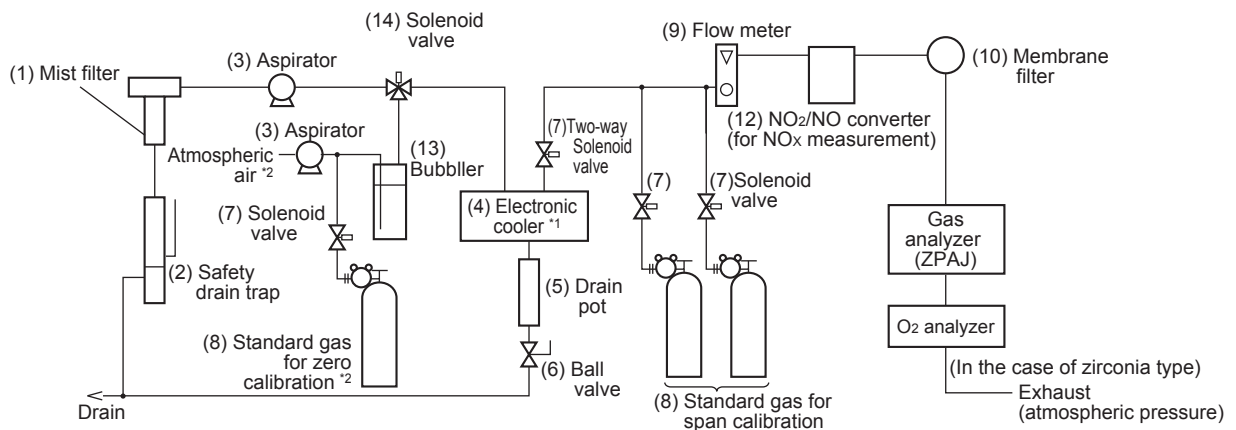 (14) Solenoid
valve
(9) Flow meter
(10) Membrane
filter
(3) Aspirator
(1) Mist filter
(12) NO2/NO converter
(for NOX measurement)
(3) Aspirator
(7)Two-way
Solenoid
valve
Atmospheric
air *2
(13)
Bubbller
(7)
(7)Solenoid
valve
(4) Electronic
cooler *1
(7) Solenoid
valve
Gas
analyzer
(ZPAJ)
(2) Safety
drain trap
(5) Drain
pot
O2 analyzer
(8) Standard gas
for zero
calibration *2
(6) Ball
valve
(In the case of zirconia type)
Exhaust
(atmospheric pressure)
Drain
(8) Standard gas for
span calibration